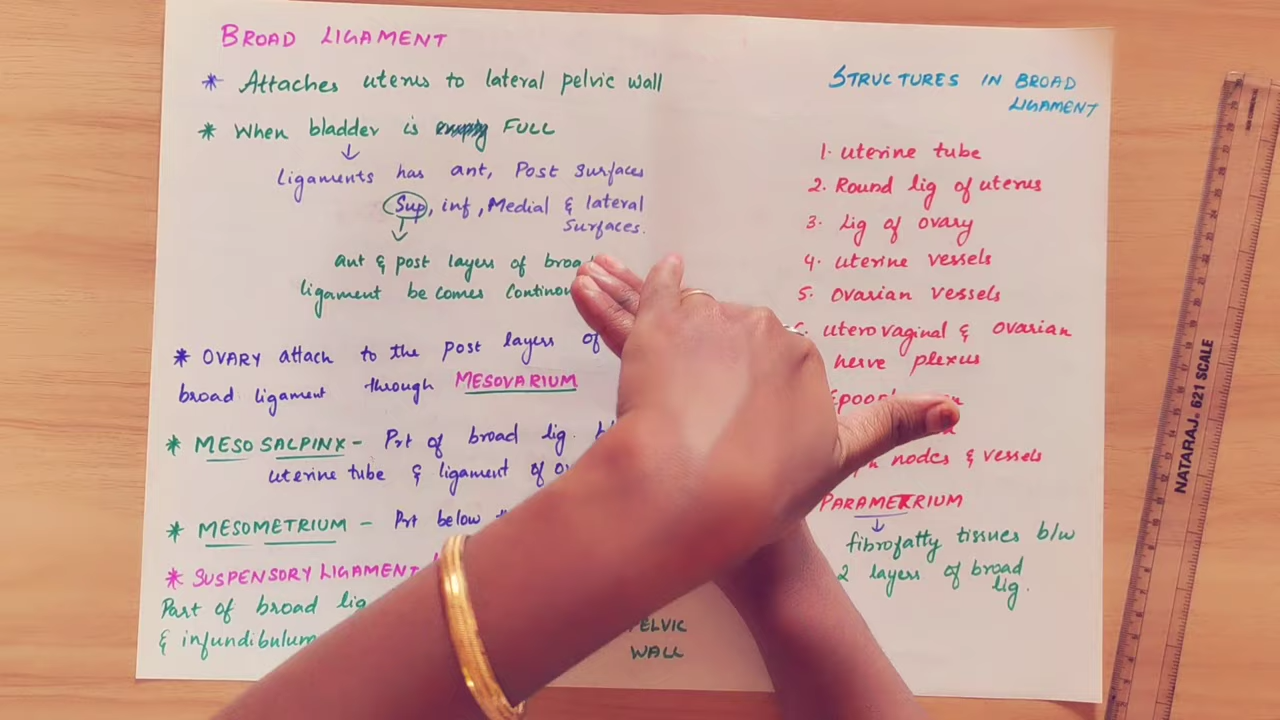 BROAD LIGAMENT
* Attaches uterus to lateral pelvic wall
* When bladder is FULL
↓
Ligaments has ant, Post surfaces
Sup, inf, Medial & lateral
surfaces.
↓
ant & post layers of broad
ligament becomes
* OVARY attach to the post layers of
broad ligament through MESOVARIUM
* MESOSALPINX - Prt of broad lig.
uterine tube & ligament of
* MESOMETRIUM - Prt below
* SUSPENSORY LIGAMENT
Part of broad lig
& infundibulum
PELVIC
WALL
STRUCTURES IN BROAD
LIGAMENT
1. uterine tube
2. Round lig of uterus
3. Lig of ovary
4. uterine vessels
5. Ovarian vessels
uterovaginal & ovarian
nerve plexus
nodes & vessels
PARAMETRIUM
↓
fibrofatty tissues b/w
2 layers of broad
lig.
NATARAJ® 621 SCALE